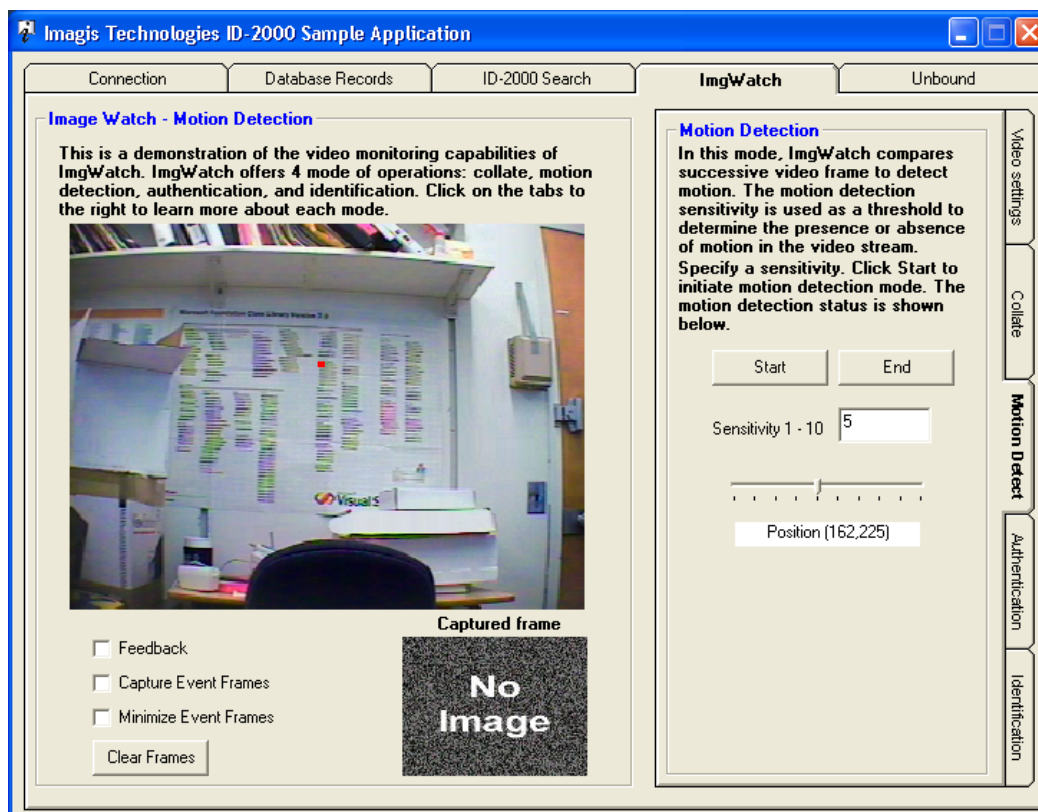 Imagis Technologies ID-2000 Sample Application
Connection
Database Records
ID-2000 Search
ImgWatch
Unbound
Image Watch - Motion Detection
This is a demonstration of the video monitoring capabilities of
ImgWatch. ImgWatch offers 4 mode of operations: collate, motion
detection, authentication, and identification. Click on the tabs to
the right to learn more about each mode.
Microsoft Foundation Class Library Version
Visual
Captured frame
No
Image
Feedback
Capture Event Frames
Minimize Event Frames
Clear Frames
Motion Detection
In this mode, ImgWatch compares
successive video frame to detect
motion. The motion detection
sensitivity is used as a threshold to
determine the presence or absence
of motion in the video stream.
Specify a sensitivity. Click Start to
initiate motion detection mode. The
motion detection status is shown
below.
Start
End
Sensitivity 1 - 10
5
Position (162,225)
Video settings
Collate
Motion Detect
Authentication
Identification